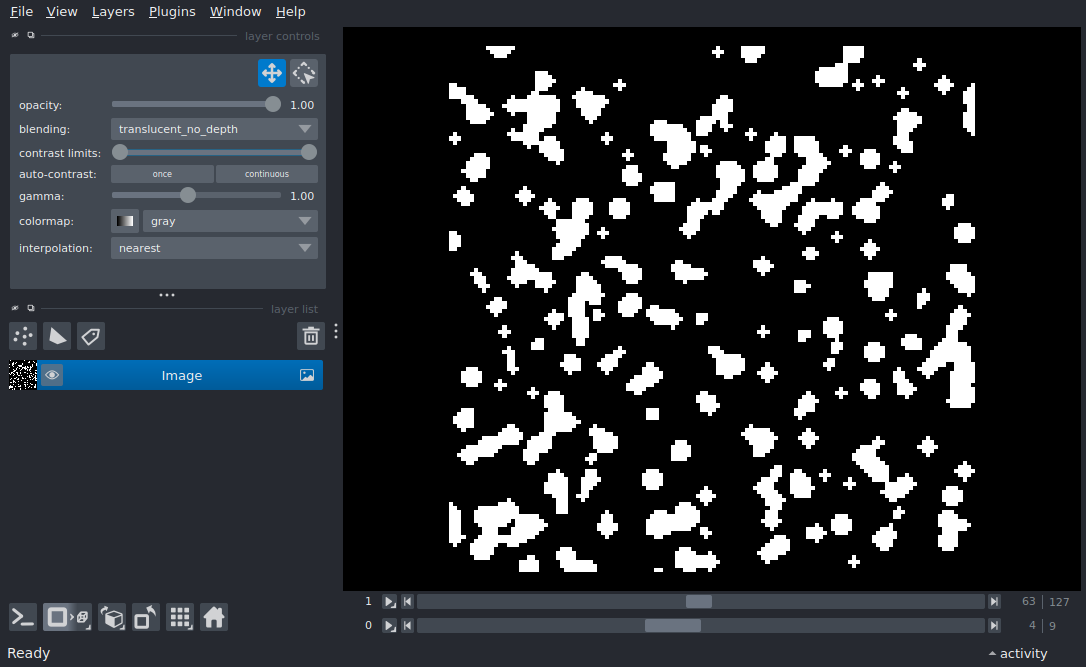 File View Layers Plugins Window Help
layer controls
opacity: 1.00
blending: translucent_no_depth
contrast limits:
auto-contrast: once continuous
gamma: 1.00
colormap: gray
interpolation: nearest
layer list
Image
1 63 127
0 4 9
Ready activity